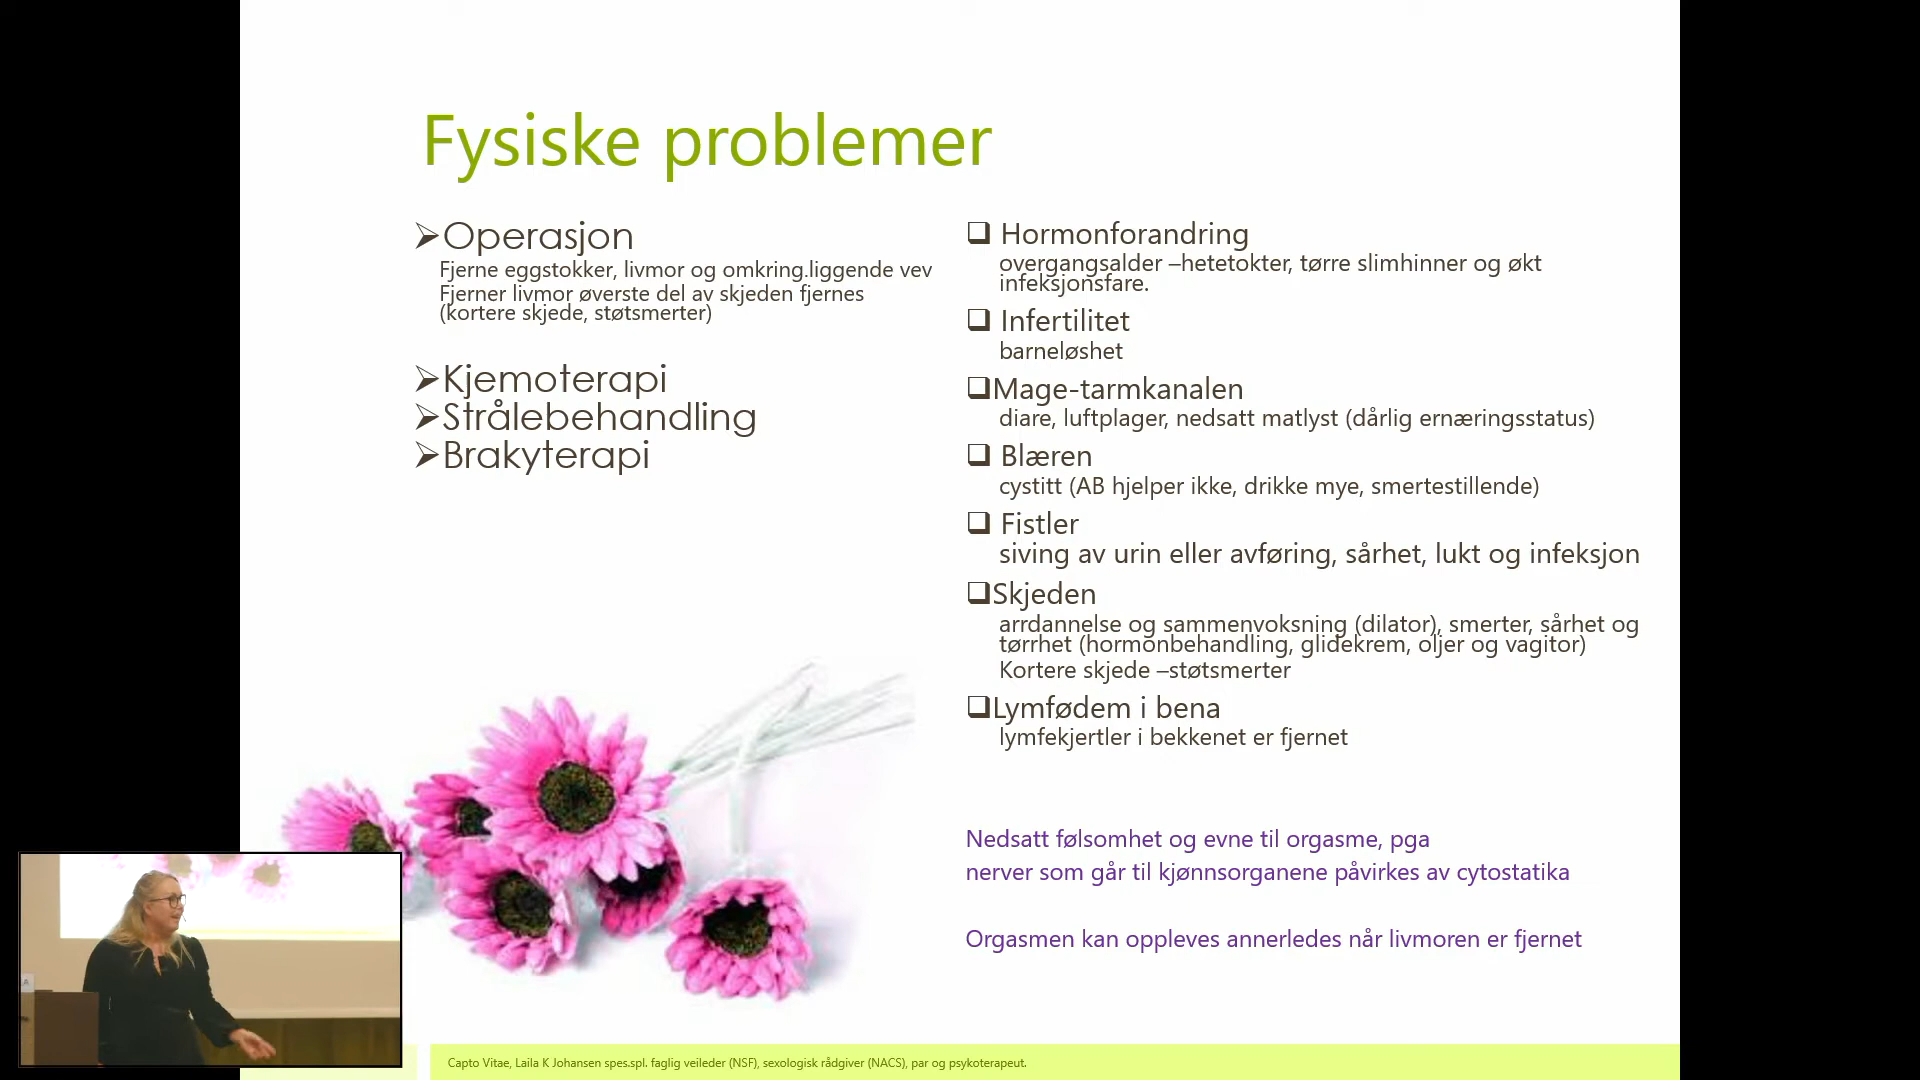 Fysiske problemer
Operasjon
Fjerne eggstokker, livmor og omkring.liggende vev
Fjerner livmor øverste del av skjeden fjernes
(kortere skjede, støtsmerter)
Kjemoterapi
Strålebehandling
Brakyterapi
Hormonforandring
overgangsalder –hetetokter, tørre slimhinner og økt
infeksjonsfare.
Infertilitet
barneløshet
Mage-tarmkanalen
diare, luftplager, nedsatt matlyst (dårlig ernæringsstatus)
Blæren
cystitt (AB hjelper ikke, drikke mye, smertestillende)
Fistler
siving av urin eller avføring, sårhet, lukt og infeksjon
Skjeden
arrdannelse og sammenvoksning (dilator), smerter, sårhet og
tørrhet (hormonbehandling, glidekrem, oljer og vagitor)
Kortere skjede –støtsmerter
Lymfødem i bena
lymfekjertler i bekkenet er fjernet
Nedsatt følsomhet og evne til orgasme, pga
nerver som går til kjønnsorganene påvirkes av cytostatika
Orgasmen kan oppleves annerledes når livmoren er fjernet
Capto Vitae, Laila K Johansen spes.spl. faglig veileder (NSF), sexologisk rådgiver (NACS), par og psykoterapeut.